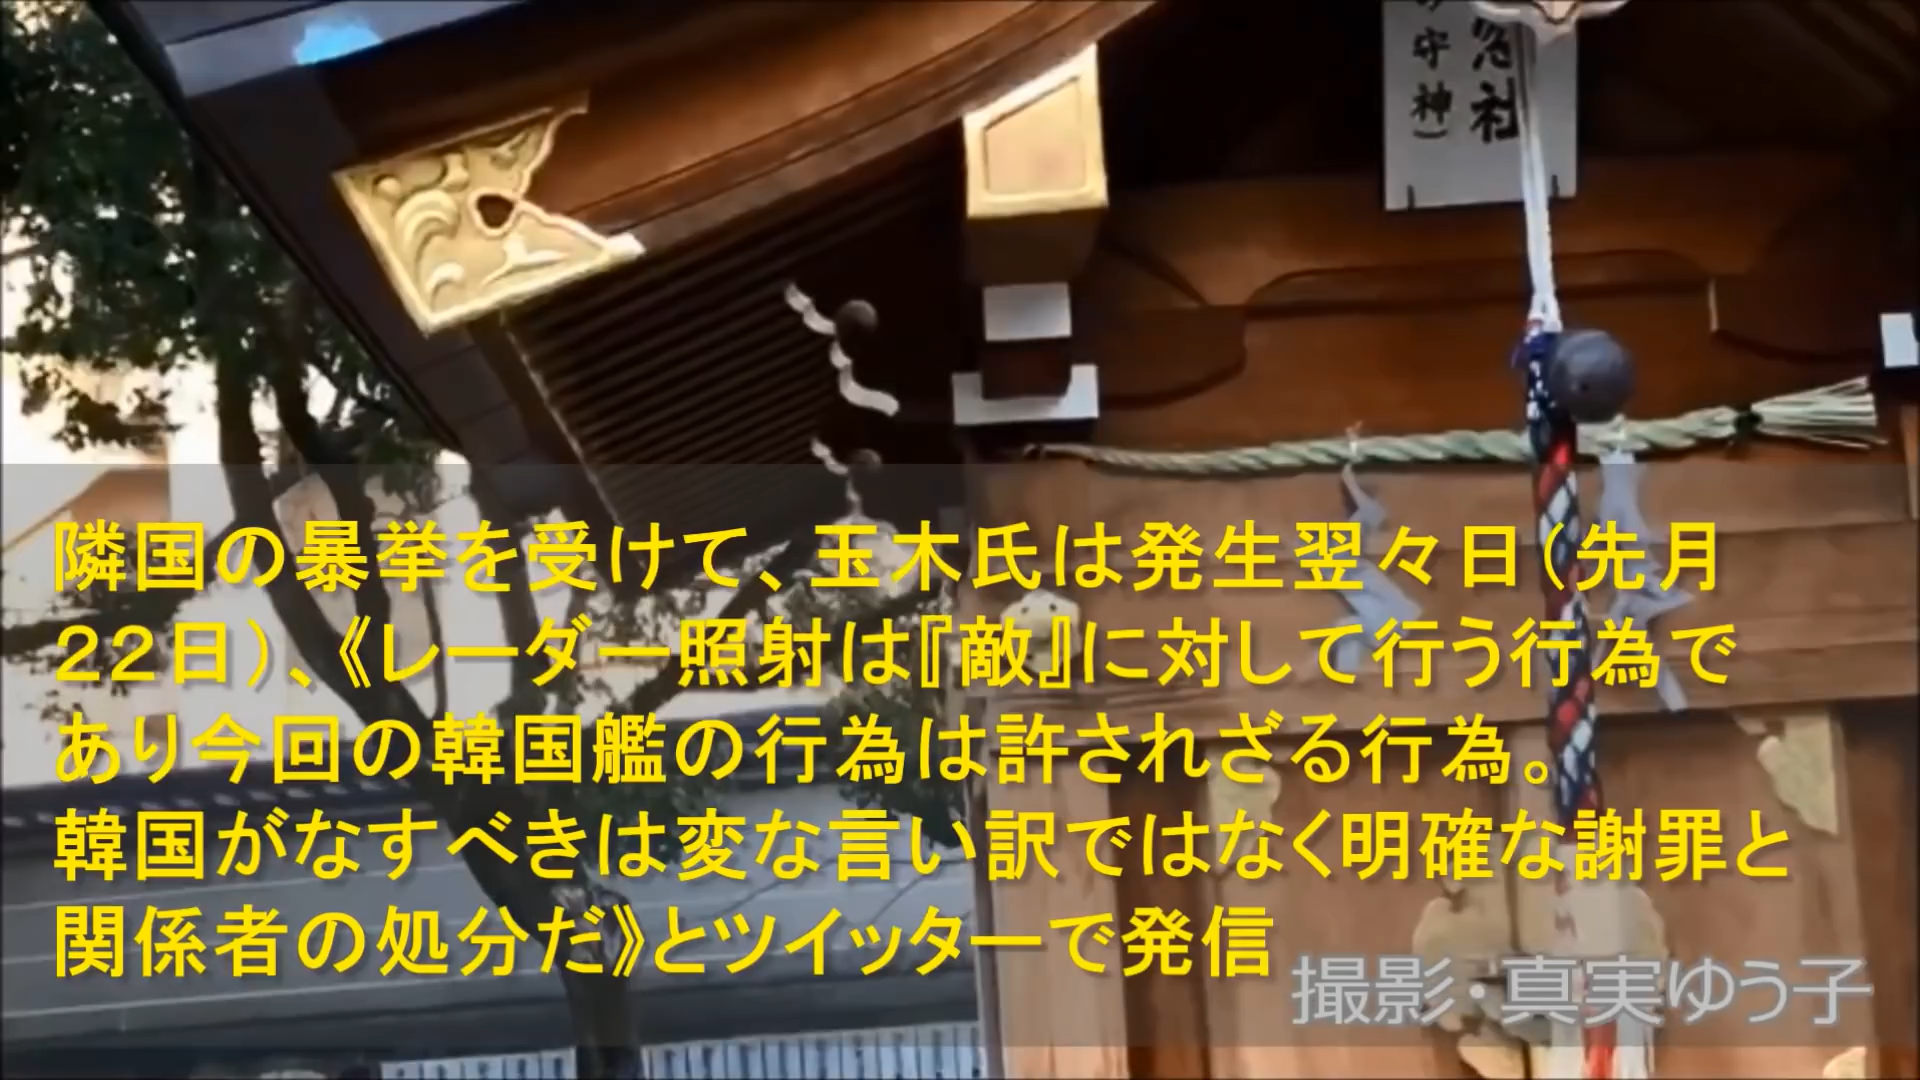 守神）
社
隣国の暴挙を受けて、玉木氏は発生翌々日（先月
２２日）、《レーダー照射は『敵』に対して行う行為で
あり今回の韓国艦の行為は許されざる行為。
韓国がなすべきは変な言い訳ではなく明確な謝罪と
関係者の処分だ》とツイッターで発信
撮影・真実ゆう子